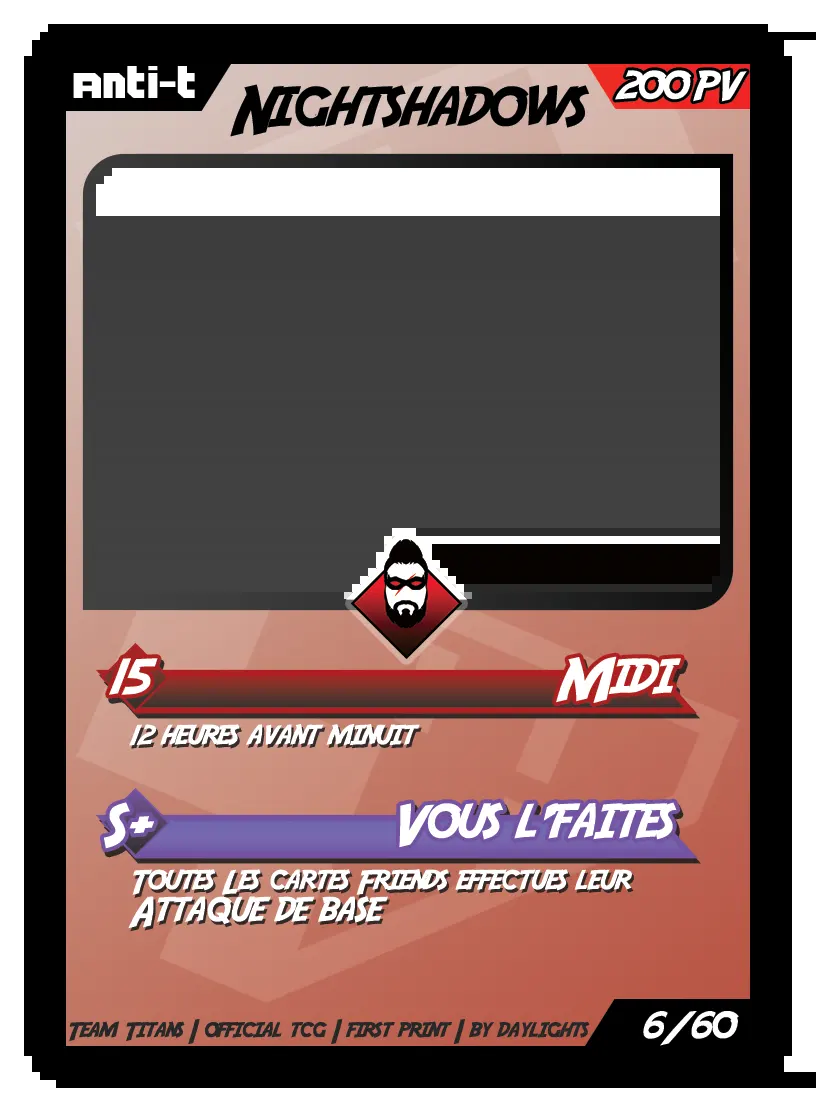 anti-t
Nightshadows
200 PV
15
Midi
12 heures avant minuit
S+
Vous l'Faites
Toutes Les cartes Friends effectues leur
Attaque de base
Team Titans | official tcg | first print | by daylights
6/60